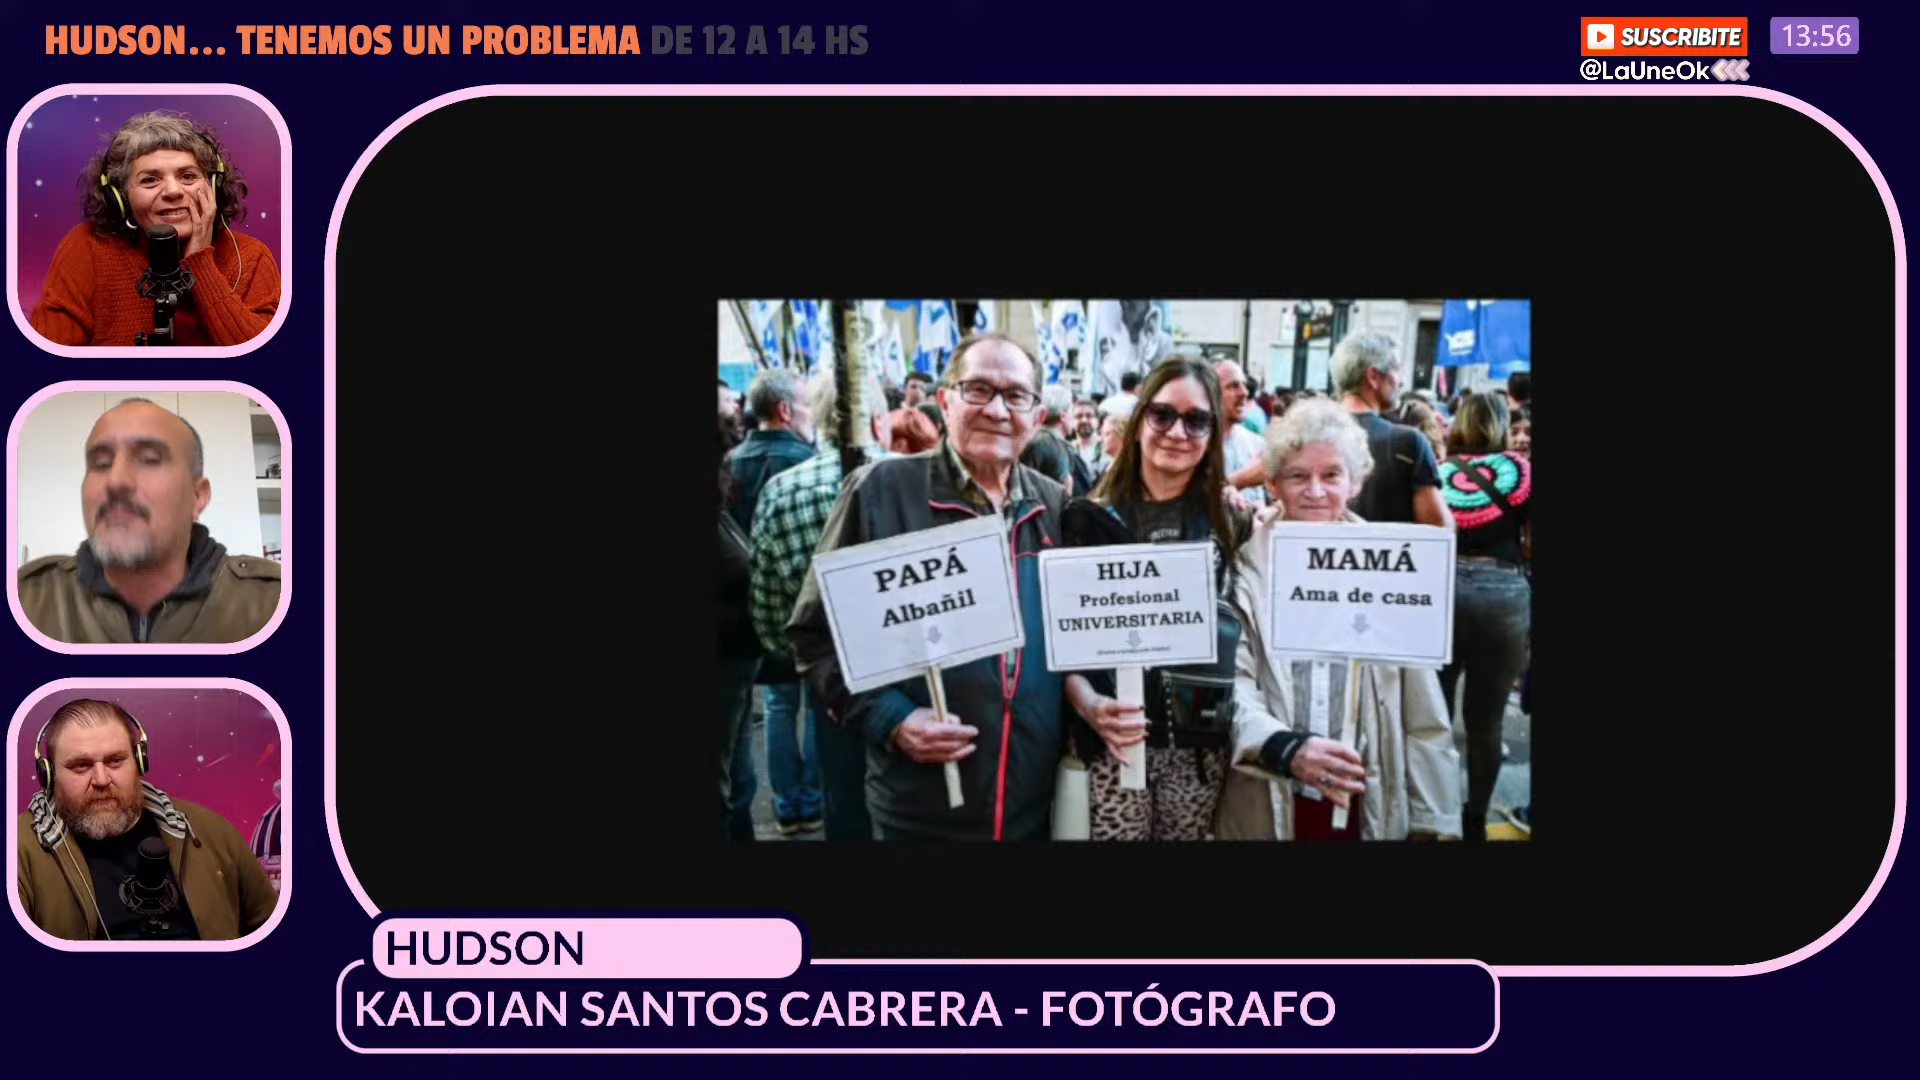 HUDSON... TENEMOS UN PROBLEMA DE 12 A 14 HS
SUSCRIBITE
13:56
@LaUneOk
PAPÁ
Albañil
HIJA
Profesional
UNIVERSITARIA
MAMÁ
Ama de casa
HUDSON
KALOIAN SANTOS CABRERA - FOTÓGRAFO